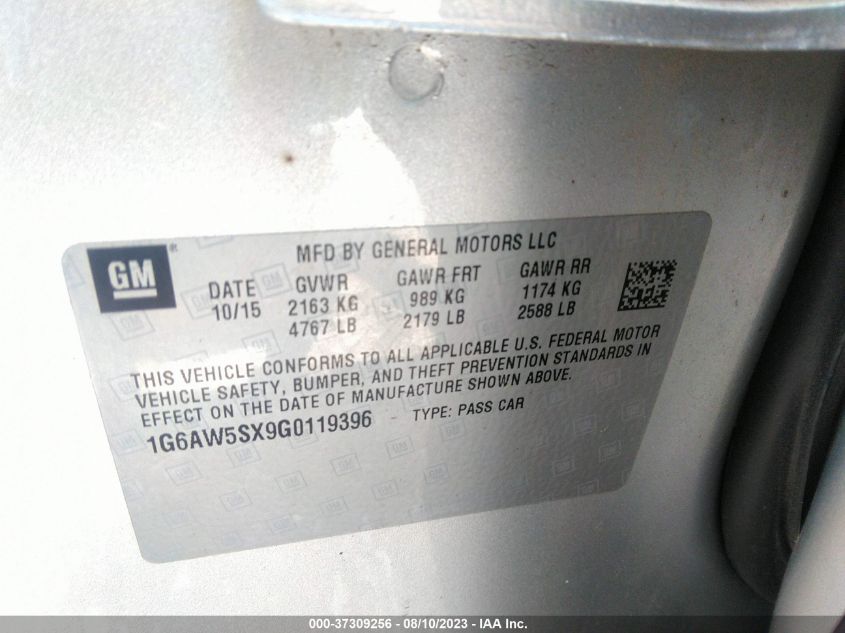 GM®
MFD BY GENERAL MOTORS LLC
DATE GVWR GAWR FRT GAWR RR
10/15 2163 KG 989 KG 1174 KG
4767 LB 2179 LB 2588 LB
THIS VEHICLE CONFORMS TO ALL APPLICABLE U.S. FEDERAL MOTOR
VEHICLE SAFETY, BUMPER, AND THEFT PREVENTION STANDARDS IN
EFFECT ON THE DATE OF MANUFACTURE SHOWN ABOVE.
1G6AW5SX9G0119396 TYPE: PASS CAR
000-37309256 - 08/10/2023 - IAA Inc.